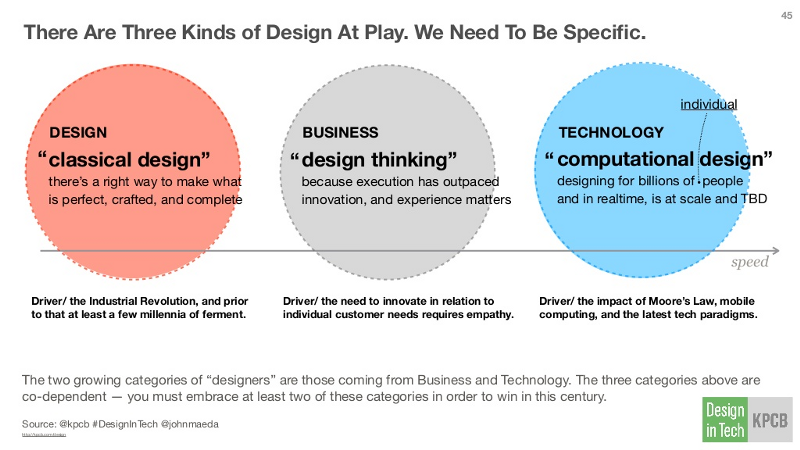 45
There Are Three Kinds of Design At Play. We Need To Be Specific.
individual
DESIGN
“classical design”
there’s a right way to make what
is perfect, crafted, and complete
BUSINESS
“design thinking”
because execution has outpaced
innovation, and experience matters
TECHNOLOGY
“computational design”
designing for billions of people
and in realtime, is at scale and TBD
speed
Driver/ the Industrial Revolution, and prior
to that at least a few millennia of ferment.
Driver/ the need to innovate in relation to
individual customer needs requires empathy.
Driver/ the impact of Moore’s Law, mobile
computing, and the latest tech paradigms.
The two growing categories of “designers” are those coming from Business and Technology. The three categories above are
co-dependent — you must embrace at least two of these categories in order to win in this century.
Source: @kpcb #DesignInTech @johnmaeda
Design
in Tech
KPCB